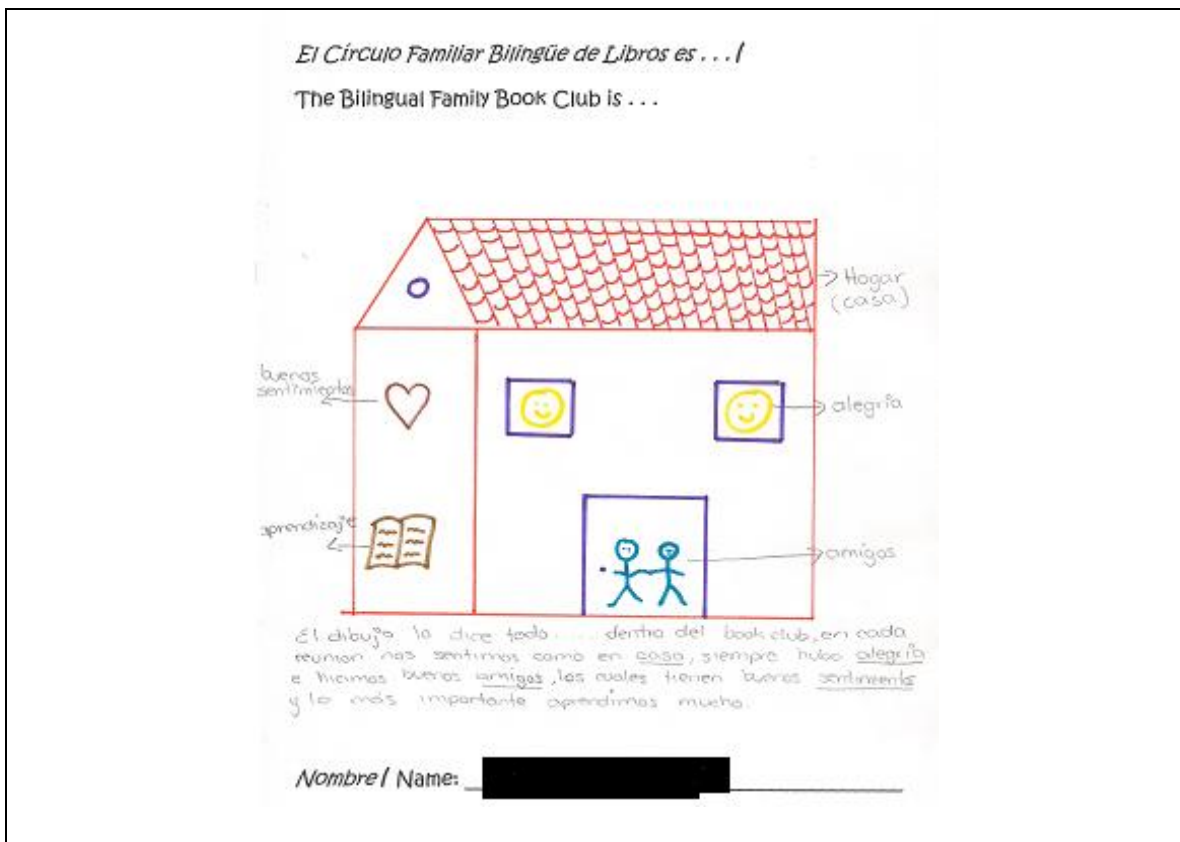 El Círculo Familiar Bilingüe de Libros es . . . /
The Bilingual Family Book Club is . . .
Hogar
(casa)
buenos
sentimientos
alegría
aprendizaje
amigos
El dibujo lo dice todo..... dentro del book club, en cada
reunion nos sentimos como en casa, siempre hubo alegría
e hicimos buenos amigos, los cuales tienen buenos sentimientos
y lo más importante aprendimos mucho.
Nombre / Name: